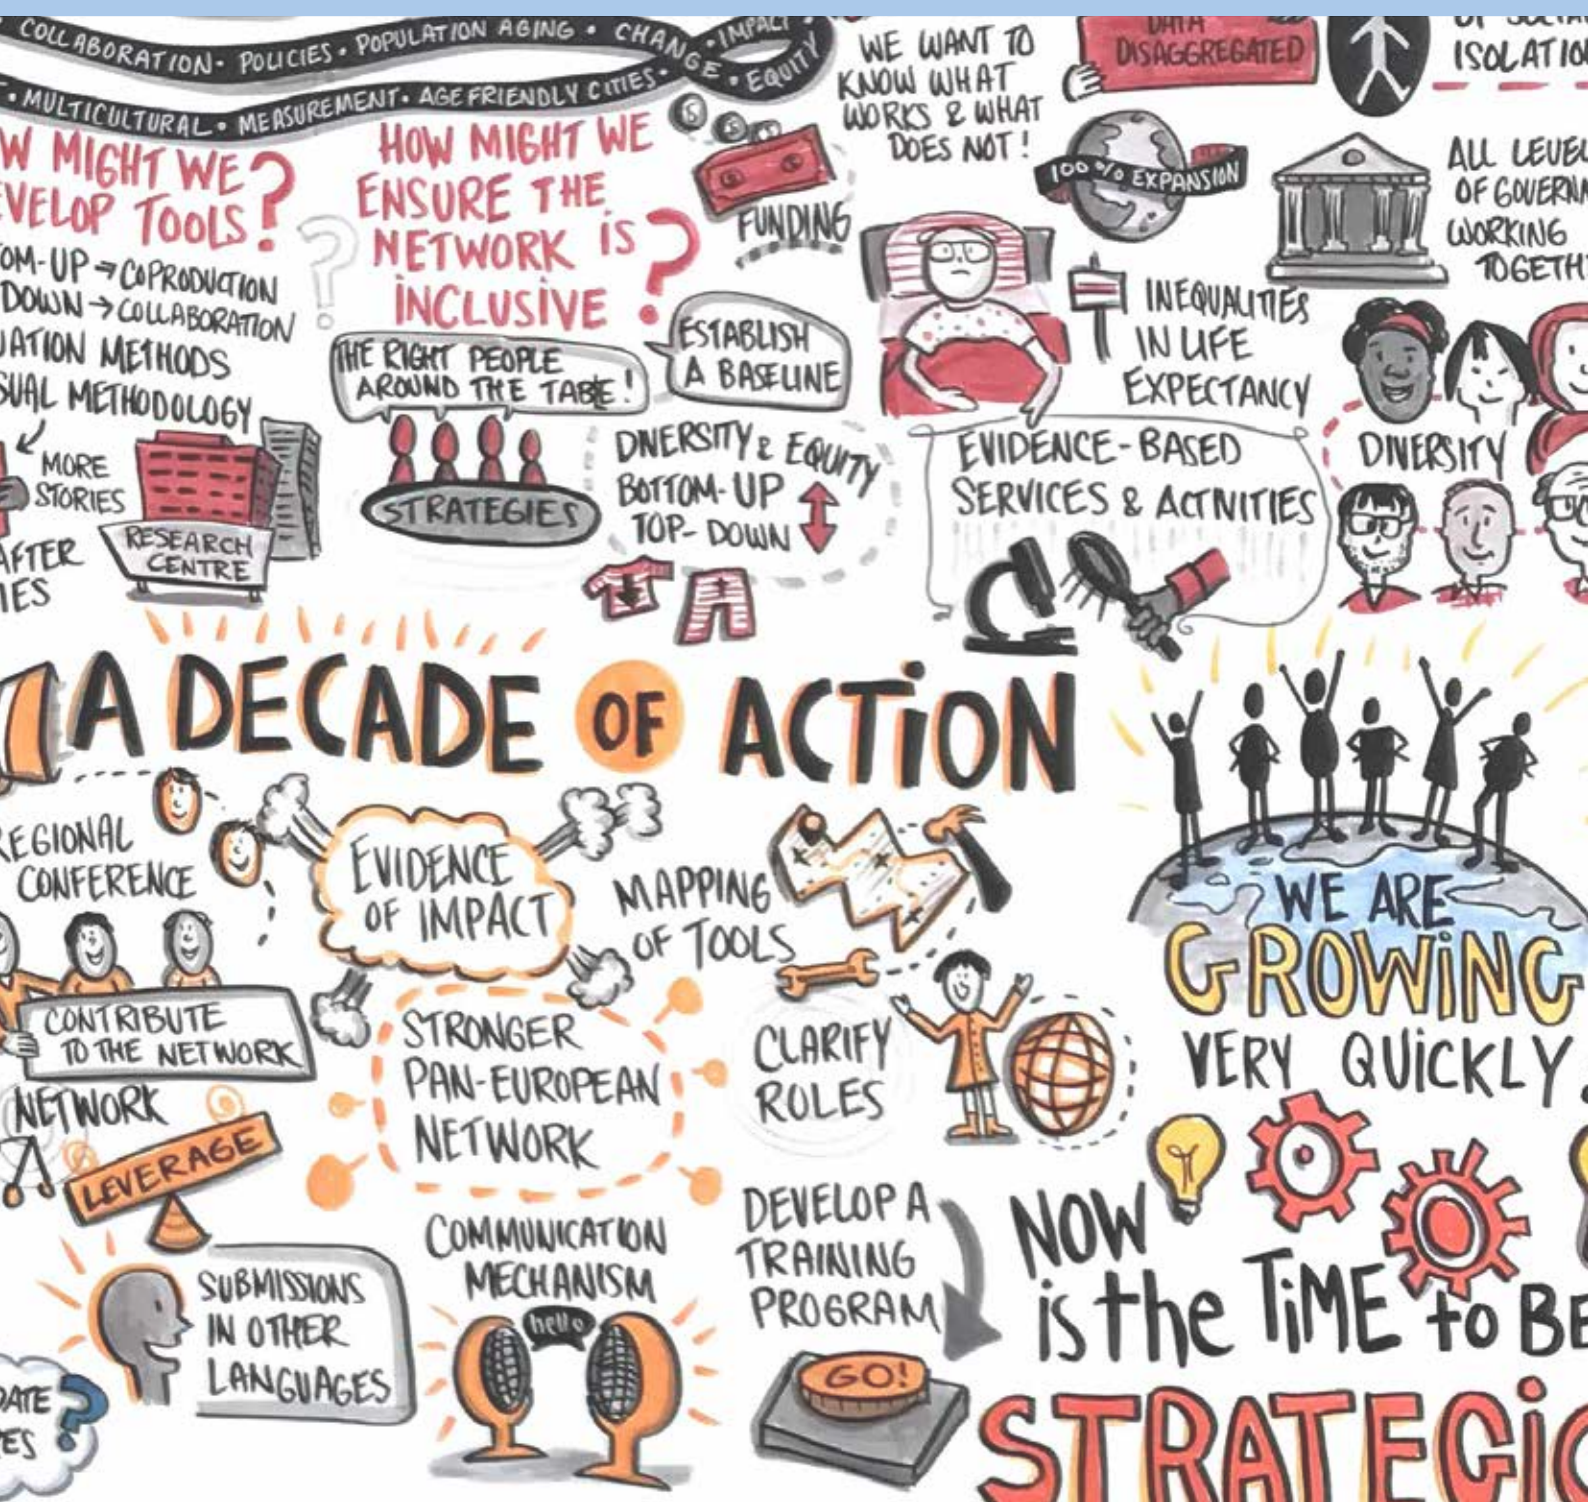 COLLABORATION • POLICIES • POPULATION AGING • CHANGE • EQUITY
• MULTICULTURAL • MEASUREMENT • AGE FRIENDLY CITIES • IMPACT
W MIGHT WE
EVELOP TOOLS?
OM-UP → COPRODUCTION
DOWN → COLLABORATION
UATION METHODS
SUAL METHODOLOGY
MORE
STORIES
AFTER
IES
RESEARCH
CENTRE
HOW MIGHT WE
ENSURE THE
NETWORK IS
INCLUSIVE?
THE RIGHT PEOPLE
AROUND THE TABLE!
STRATEGIES
FUNDING
ESTABLISH
A BASELINE
DIVERSITY & EQUITY
BOTTOM-UP
TOP-DOWN
WE WANT TO
KNOW WHAT
WORKS & WHAT
DOES NOT!
DATA
DISAGGREGATED
100% EXPANSION
OF SOCIAL
ISOLATION
ALL LEVEL
OF GOVERN
WORKING
TOGETH
INEQUALITIES
IN LIFE
EXPECTANCY
EVIDENCE-BASED
SERVICES & ACTIVITIES
DIVERSITY
A DECADE OF ACTION
REGIONAL
CONFERENCE
CONTRIBUTE
TO THE NETWORK
NETWORK
LEVERAGE
SUBMISSIONS
IN OTHER
LANGUAGES
DATE
ES?
EVIDENCE
OF IMPACT
STRONGER
PAN-EUROPEAN
NETWORK
COMMUNICATION
MECHANISM
hello
MAPPING
OF TOOLS
CLARIFY
ROLES
DEVELOP A
TRAINING
PROGRAM
GO!
WE ARE
GROWING
VERY QUICKLY
NOW
is the TiME to BE
STRATEGIC